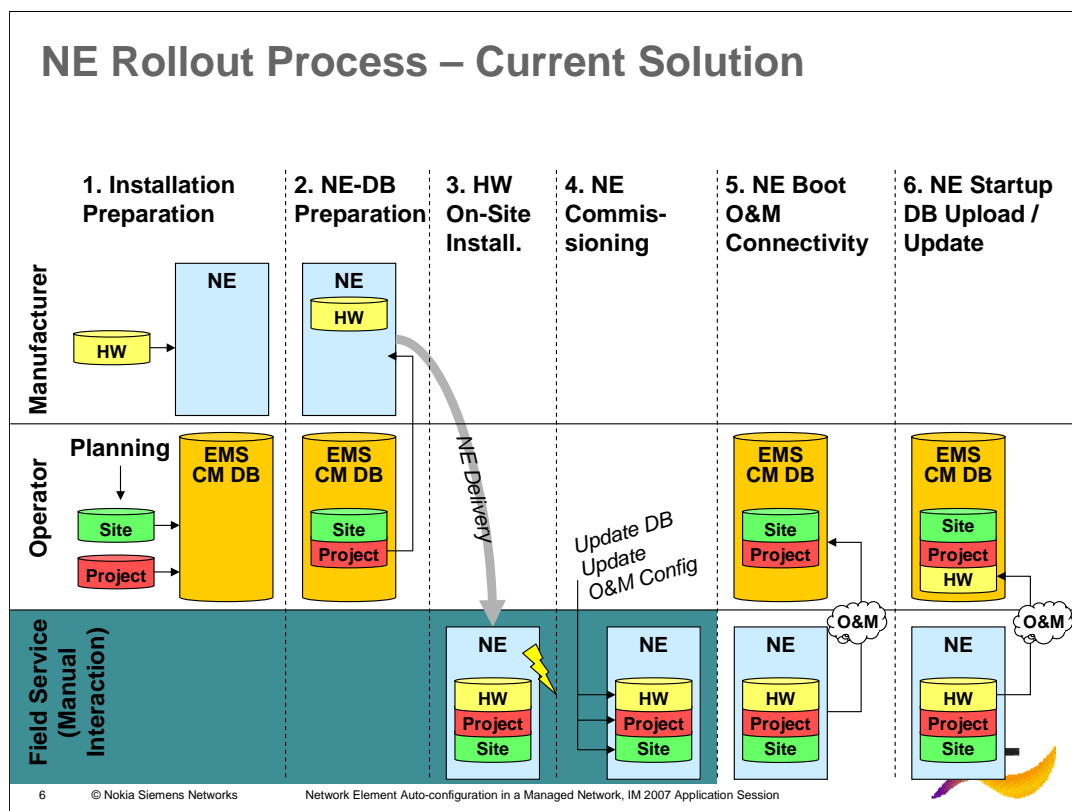 NE Rollout Process – Current Solution
1. Installation
Preparation
2. NE-DB
Preparation
3. HW
On-Site
Install.
4. NE
Commis-
sioning
5. NE Boot
O&M
Connectivity
6. NE Startup
DB Upload /
Update
Manufacturer
HW
NE
NE
HW
NE Delivery
Operator
Planning
Site
Project
EMS
CM DB
EMS
CM DB
Site
Project
Update DB
Update
O&M Config
EMS
CM DB
Site
Project
O&M
EMS
CM DB
Site
Project
HW
O&M
Field Service
(Manual
Interaction)
NE
HW
Project
Site
NE
HW
Project
Site
NE
HW
Project
Site
NE
HW
Project
Site
6
© Nokia Siemens Networks
Network Element Auto-configuration in a Managed Network, IM 2007 Application Session